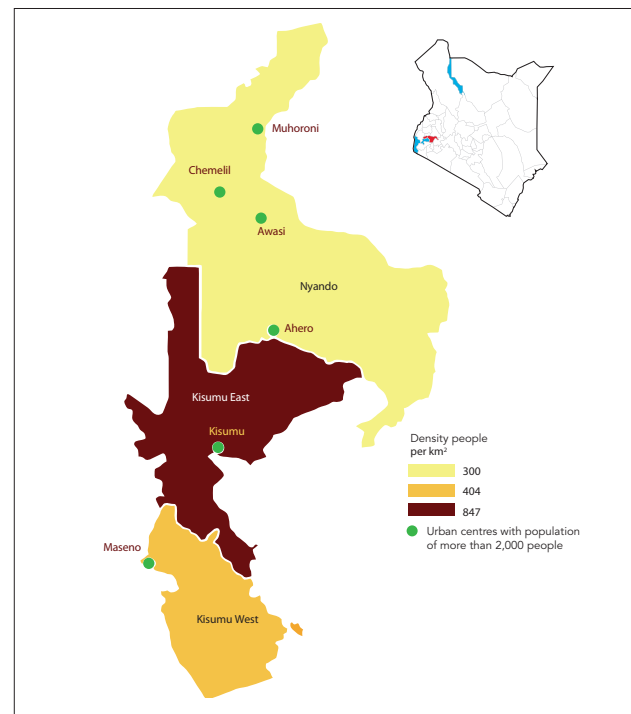 Muhoroni
Chemelil
Awasi
Nyando
Ahero
Kisumu East
Kisumu
Density people
per km²
300
404
847
Urban centres with population
of more than 2,000 people
Maseno
Kisumu West